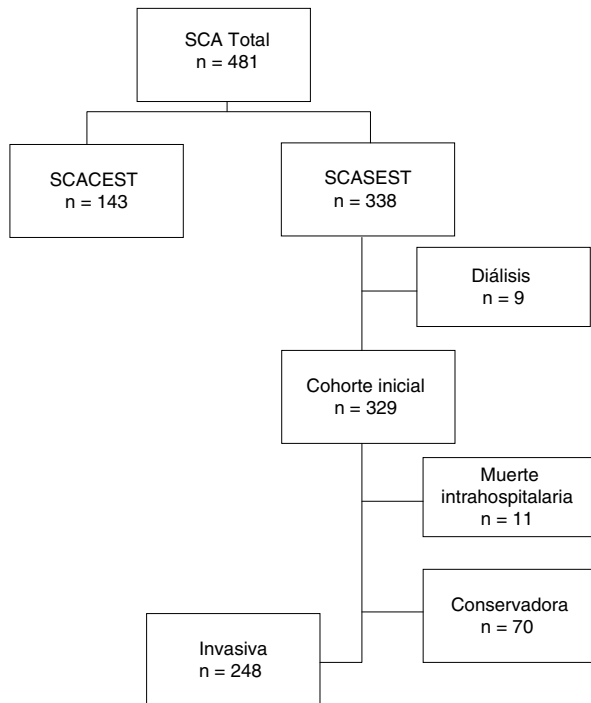 SCA Total
n = 481
SCACEST
n = 143
SCASEST
n = 338
Diálisis
n = 9
Cohorte inicial
n = 329
Muerte
intrahospitalaria
n = 11
Conservadora
n = 70
Invasiva
n = 248